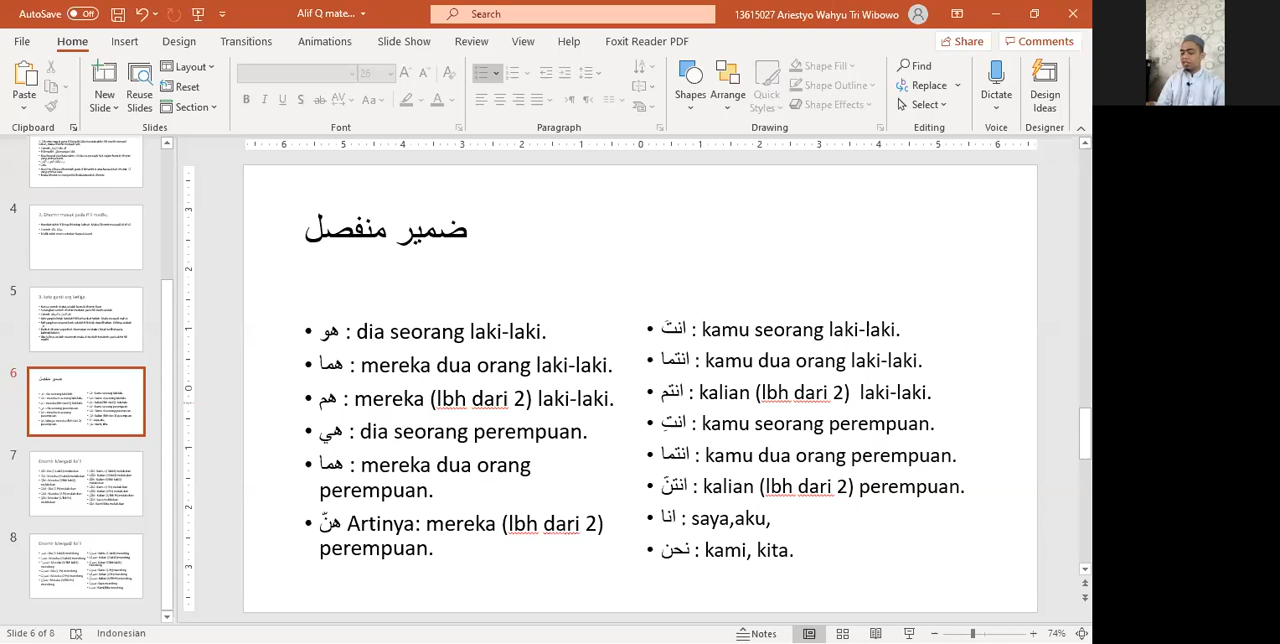 AutoSave Off Alif Q mate... Search 13615027 Ariestyo Wahyu Tri Wibowo
File Home Insert Design Transitions Animations Slide Show Review View Help Foxit Reader PDF Share Comments
Paste New Slide Reuse Slides Layout Reset Section 26 Shapes Arrange Quick Styles Shape Fill Shape Outline Shape Effects Find Replace Select Dictate Design Ideas
Clipboard Slides Font Paragraph Drawing Editing Voice Designer
ضمير منفصل
• هو : dia seorang laki-laki.
• هما : mereka dua orang laki-laki.
• هم : mereka (lbh dari 2) laki-laki.
• هي : dia seorang perempuan.
• هما : mereka dua orang
perempuan.
• هنّ Artinya: mereka (lbh dari 2)
perempuan.
• انتَ : kamu seorang laki-laki.
• انتما : kamu dua orang laki-laki.
• انتم : kalian (lbh dari 2) laki-laki.
• انتِ : kamu seorang perempuan.
• انتما : kamu dua orang perempuan.
• انتنّ : kalian (lbh dari 2) perempuan.
• انا : saya,aku,
• نحن : kami, kita.
4
5
6
7
8
Slide 6 of 8 Indonesian Notes 74%